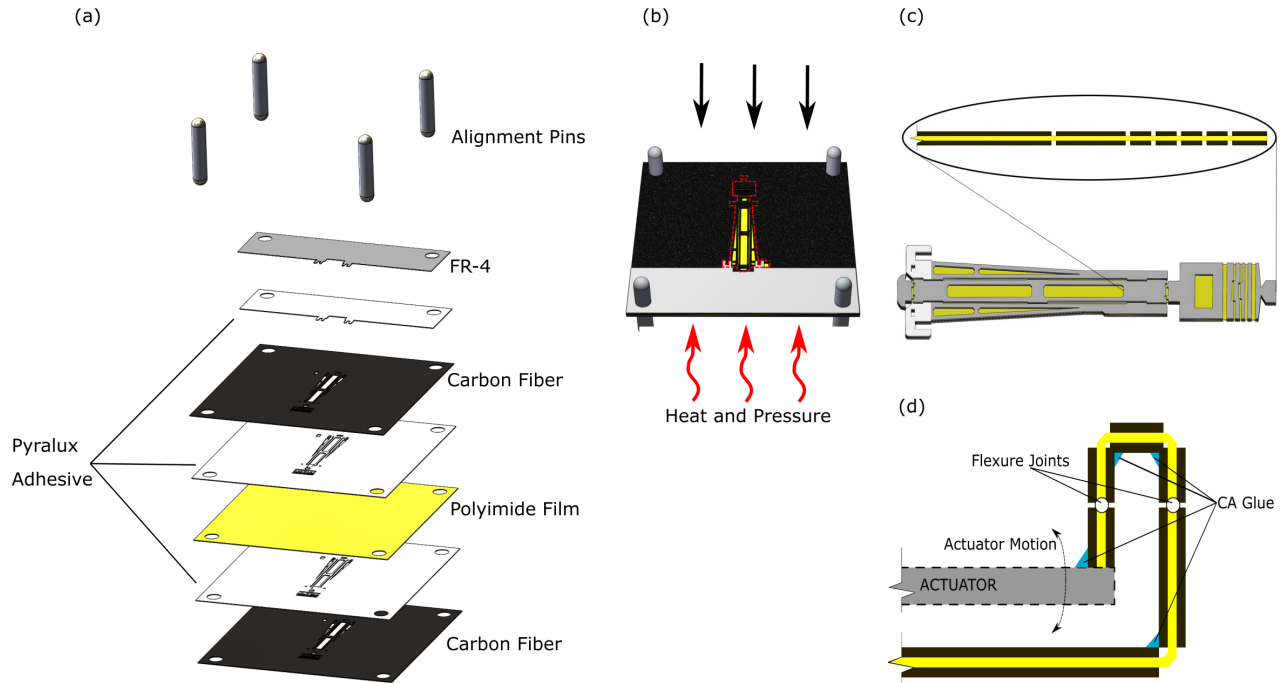 (a)
Alignment Pins
FR-4
Carbon Fiber
Pyralux
Adhesive
Polyimide Film
Carbon Fiber
(b)
Heat and Pressure
(c)
(d)
Flexure Joints
CA Glue
Actuator Motion
ACTUATOR